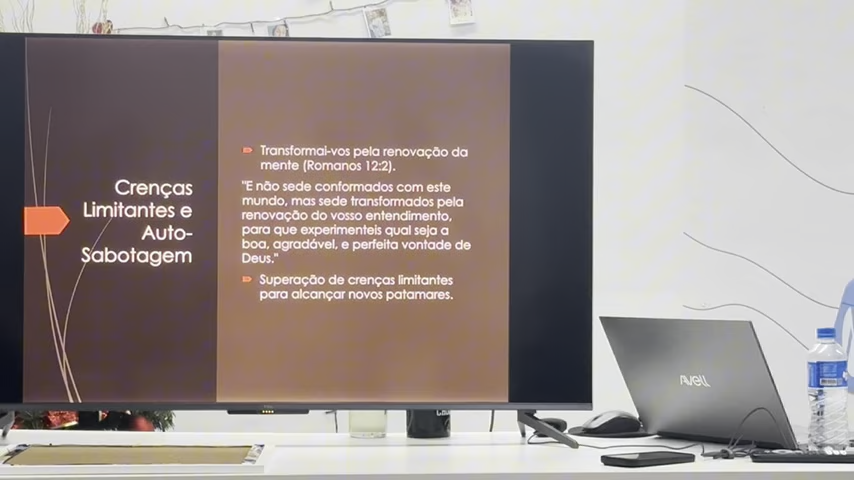 Crenças
Limitantes e
Auto-
Sabotagem
Transformai-vos pela renovação da
mente (Romanos 12:2).
"E não sede conformados com este
mundo, mas sede transformados pela
renovação do vosso entendimento,
para que experimenteis qual seja a
boa, agradável, e perfeita vontade de
Deus."
Superação de crenças limitantes
para alcançar novos patamares.
AVELL